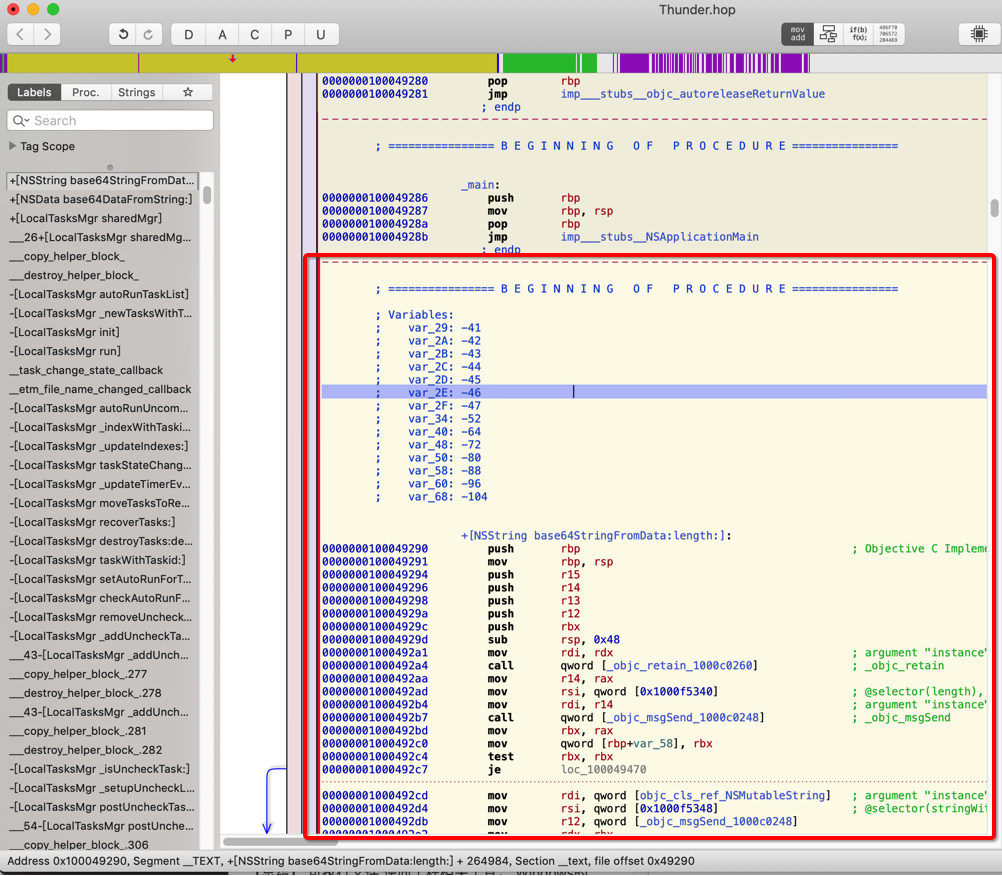 Thunder.hop
D A C P U
mov
add
if(b)
f(x);
486F70
706572
204469
Labels Proc. Strings ☆
Search
Tag Scope
+[NSString base64StringFromDat...
+[NSData base64DataFromString:]
+[LocalTasksMgr sharedMgr]
___26+[LocalTasksMgr sharedMg...
__copy_helper_block_
__destroy_helper_block_
-[LocalTasksMgr autoRunTaskList]
-[LocalTasksMgr _newTasksWithT...
-[LocalTasksMgr init]
-[LocalTasksMgr run]
__task_change_state_callback
__etm_file_name_changed_callback
-[LocalTasksMgr autoRunUncom...
-[LocalTasksMgr _indexWithTaski...
-[LocalTasksMgr _updateIndexes:]
-[LocalTasksMgr taskStateChang...
-[LocalTasksMgr _updateTimerEv...
-[LocalTasksMgr moveTasksToRe...
-[LocalTasksMgr recoverTasks:]
-[LocalTasksMgr destroyTasks:de...
-[LocalTasksMgr taskWithTaskid:]
-[LocalTasksMgr setAutoRunForT...
-[LocalTasksMgr checkAutoRunF...
-[LocalTasksMgr removeUncheck...
-[LocalTasksMgr _addUncheckTa...
___43-[LocalTasksMgr _addUnch...
__copy_helper_block_.277
__destroy_helper_block_.278
___43-[LocalTasksMgr _addUnch...
__copy_helper_block_.281
__destroy_helper_block_.282
-[LocalTasksMgr _isUncheckTask:]
-[LocalTasksMgr _setupUncheckL...
-[LocalTasksMgr postUncheckTas...
___54-[LocalTasksMgr postUnche...
__copy_helper_block_.306
0000000100049280 pop rbp
0000000100049281 jmp imp___stubs__objc_autoreleaseReturnValue
; endp
; ================ B E G I N N I N G   O F   P R O C E D U R E ================
_main:
0000000100049286 push rbp
0000000100049287 mov rbp, rsp
000000010004928a pop rbp
000000010004928b jmp imp___stubs__NSApplicationMain
; endp
; ================ B E G I N N I N G   O F   P R O C E D U R E ================
; Variables:
; var_29: -41
; var_2A: -42
; var_2B: -43
; var_2C: -44
; var_2D: -45
; var_2E: -46
; var_2F: -47
; var_34: -52
; var_40: -64
; var_48: -72
; var_50: -80
; var_58: -88
; var_60: -96
; var_68: -104
+[NSString base64StringFromData:length:]:
0000000100049290 push rbp ; Objective C Impleme
0000000100049291 mov rbp, rsp
0000000100049294 push r15
0000000100049296 push r14
0000000100049298 push r13
000000010004929a push r12
000000010004929c push rbx
000000010004929d sub rsp, 0x48
00000001000492a1 mov rdi, rdx ; argument "instance"
00000001000492a4 call qword [_objc_retain_1000c0260] ; _objc_retain
00000001000492aa mov r14, rax
00000001000492ad mov rsi, qword [0x1000f5340] ; @selector(length),
00000001000492b4 mov rdi, r14 ; argument "instance"
00000001000492b7 call qword [_objc_msgSend_1000c0248] ; _objc_msgSend
00000001000492bd mov rbx, rax
00000001000492c0 mov qword [rbp+var_58], rbx
00000001000492c4 test rbx, rbx
00000001000492c7 je loc_100049470
00000001000492cd mov rdi, qword [objc_cls_ref_NSMutableString] ; argument "instance"
00000001000492d4 mov rsi, qword [0x1000f5348] ; @selector(stringWit
00000001000492db mov r12, qword [_objc_msgSend_1000c0248]
00000001000492e2 mov rdx, rbx
Address 0x100049290, Segment __TEXT, +[NSString base64StringFromData:length:] + 264984, Section __text, file offset 0x49290